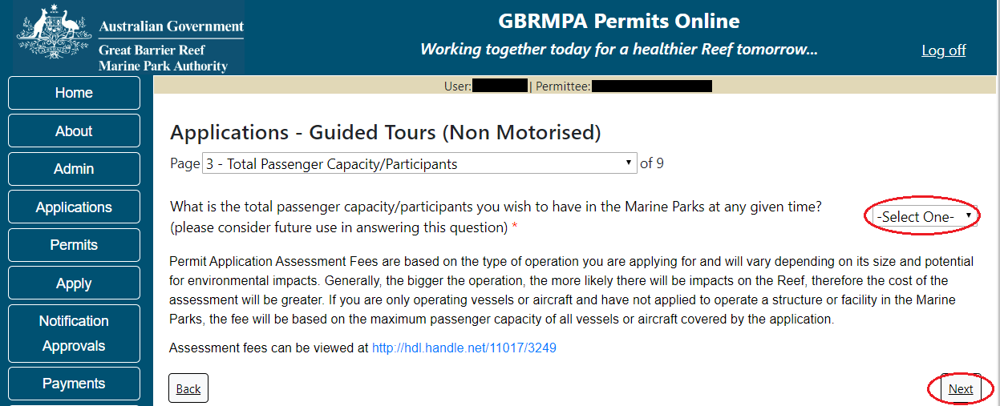 Australian Government
Great Barrier Reef
Marine Park Authority
GBRMPA Permits Online
Working together today for a healthier Reef tomorrow...
Log off
User: | Permittee:
Home
About
Admin
Applications
Permits
Apply
Notification
Approvals
Payments
Applications - Guided Tours (Non Motorised)
Page 3 - Total Passenger Capacity/Participants of 9
What is the total passenger capacity/participants you wish to have in the Marine Parks at any given time?
(please consider future use in answering this question) *
-Select One-
Permit Application Assessment Fees are based on the type of operation you are applying for and will vary depending on its size and potential
for environmental impacts. Generally, the bigger the operation, the more likely there will be impacts on the Reef, therefore the cost of the
assessment will be greater. If you are only operating vessels or aircraft and have not applied to operate a structure or facility in the Marine
Parks, the fee will be based on the maximum passenger capacity of all vessels or aircraft covered by the application.
Assessment fees can be viewed at http://hdl.handle.net/11017/3249
Back
Next